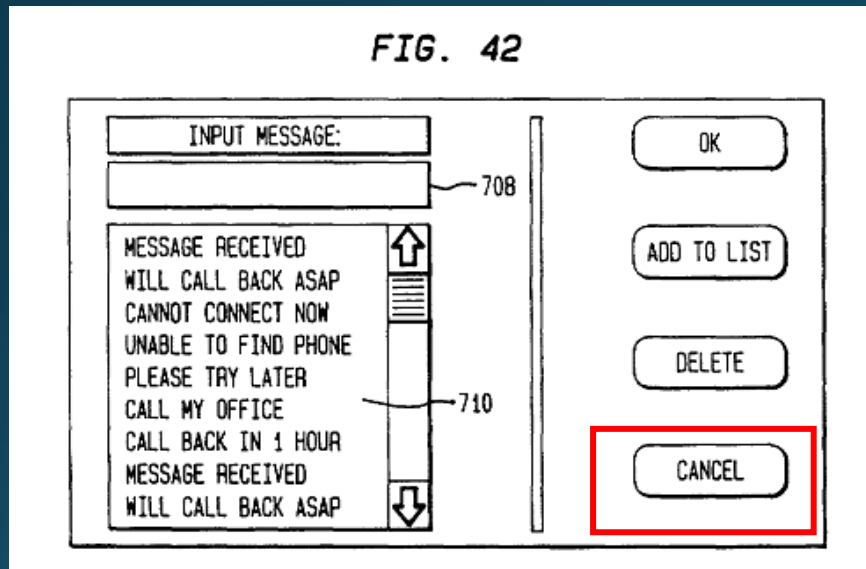 FIG. 42
INPUT MESSAGE:
708
MESSAGE RECEIVED
WILL CALL BACK ASAP
CANNOT CONNECT NOW
UNABLE TO FIND PHONE
PLEASE TRY LATER
CALL MY OFFICE
CALL BACK IN 1 HOUR
MESSAGE RECEIVED
WILL CALL BACK ASAP
710
OK
ADD TO LIST
DELETE
CANCEL